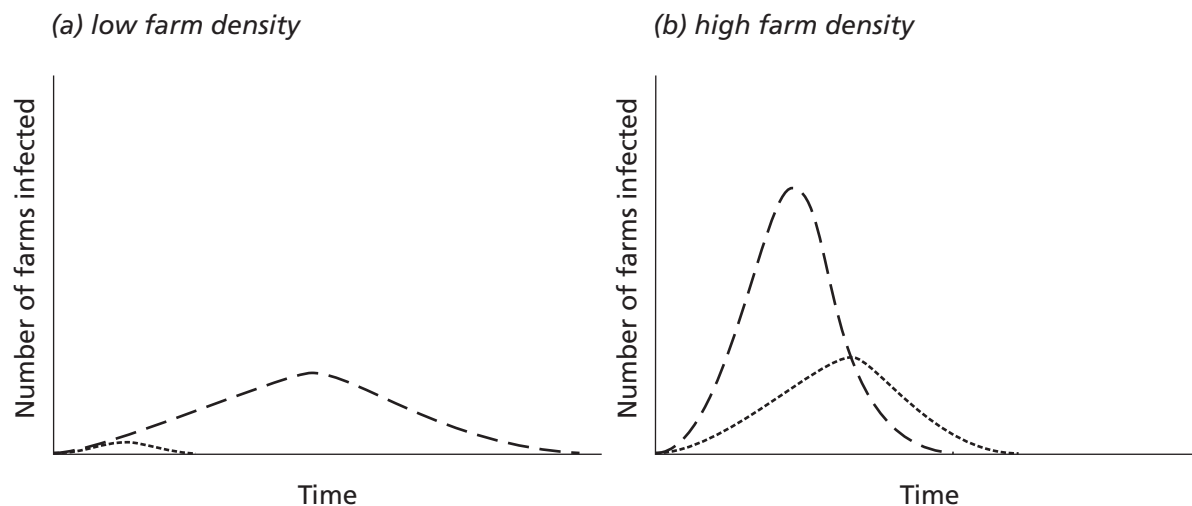 (a) low farm density
(b) high farm density
Number of farms infected
Time
Number of farms infected
Time